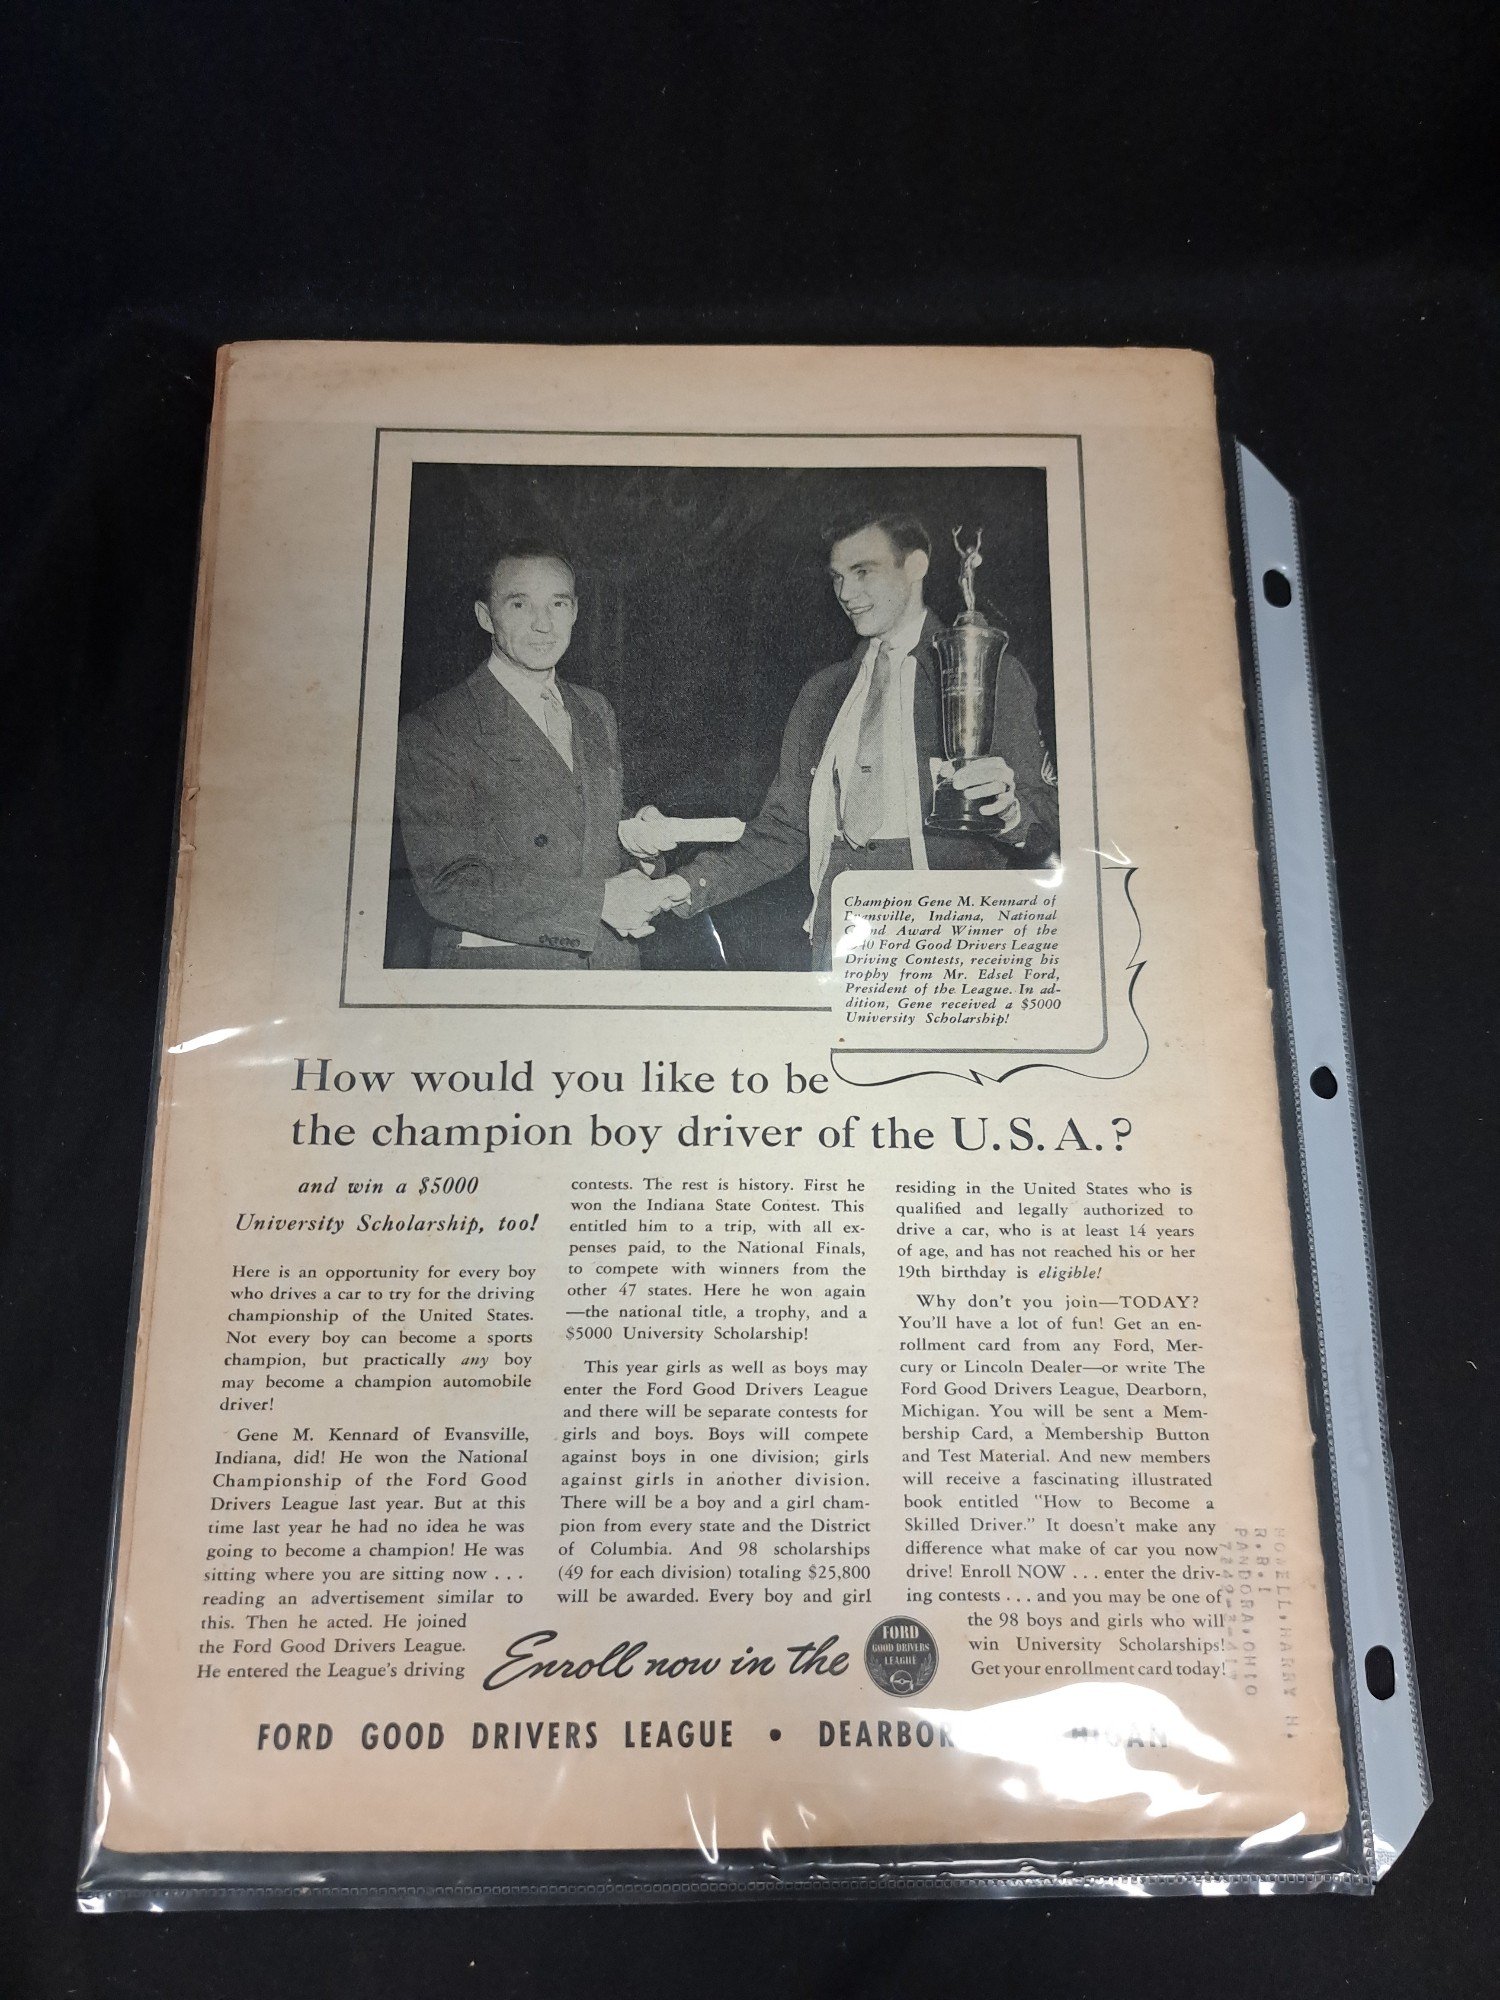 Champion Gene M. Kennard of
Evansville, Indiana, National
Grand Award Winner of the
1940 Ford Good Drivers League
Driving Contests, receiving his
trophy from Mr. Edsel Ford,
President of the League. In ad-
dition, Gene received a $5000
University Scholarship!
How would you like to be
the champion boy driver of the U.S.A.?
and win a $5000
University Scholarship, too!
Here is an opportunity for every boy
who drives a car to try for the driving
championship of the United States.
Not every boy can become a sports
champion, but practically any boy
may become a champion automobile
driver!
Gene M. Kennard of Evansville,
Indiana, did! He won the National
Championship of the Ford Good
Drivers League last year. But at this
time last year he had no idea he was
going to become a champion! He was
sitting where you are sitting now . . .
reading an advertisement similar to
this. Then he acted. He joined
the Ford Good Drivers League.
He entered the League's driving
contests. The rest is history. First he
won the Indiana State Contest. This
entitled him to a trip, with all ex-
penses paid, to the National Finals,
to compete with winners from the
other 47 states. Here he won again
—the national title, a trophy, and a
$5000 University Scholarship!
This year girls as well as boys may
enter the Ford Good Drivers League
and there will be separate contests for
girls and boys. Boys will compete
against boys in one division; girls
against girls in another division.
There will be a boy and a girl cham-
pion from every state and the District
of Columbia. And 98 scholarships
(49 for each division) totaling $25,800
will be awarded. Every boy and girl
residing in the United States who is
qualified and legally authorized to
drive a car, who is at least 14 years
of age, and has not reached his or her
19th birthday is eligible!
Why don't you join—TODAY?
You'll have a lot of fun! Get an en-
rollment card from any Ford, Mer-
cury or Lincoln Dealer—or write The
Ford Good Drivers League, Dearborn,
Michigan. You will be sent a Mem-
bership Card, a Membership Button
and Test Material. And new members
will receive a fascinating illustrated
book entitled "How to Become a
Skilled Driver." It doesn't make any
difference what make of car you now
drive! Enroll NOW . . . enter the driv-
ing contests . . . and you may be one of
the 98 boys and girls who will
win University Scholarships!
Get your enrollment card today!
Enroll now in the
FORD
GOOD DRIVERS
LEAGUE
FORD GOOD DRIVERS LEAGUE • DEARBORN MICHIGAN
HARRY H.
R.R.1
PANDORA.OHIO